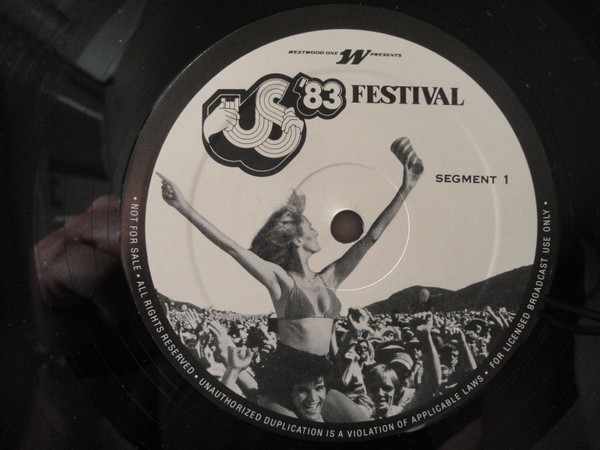 WESTWOOD ONE W PRESENTS
US '83 FESTIVAL
SEGMENT 1
• NOT FOR SALE • ALL RIGHTS RESERVED • UNAUTHORIZED DUPLICATION IS A VIOLATION OF APPLICABLE LAWS • FOR LICENSED BROADCAST USE ONLY •